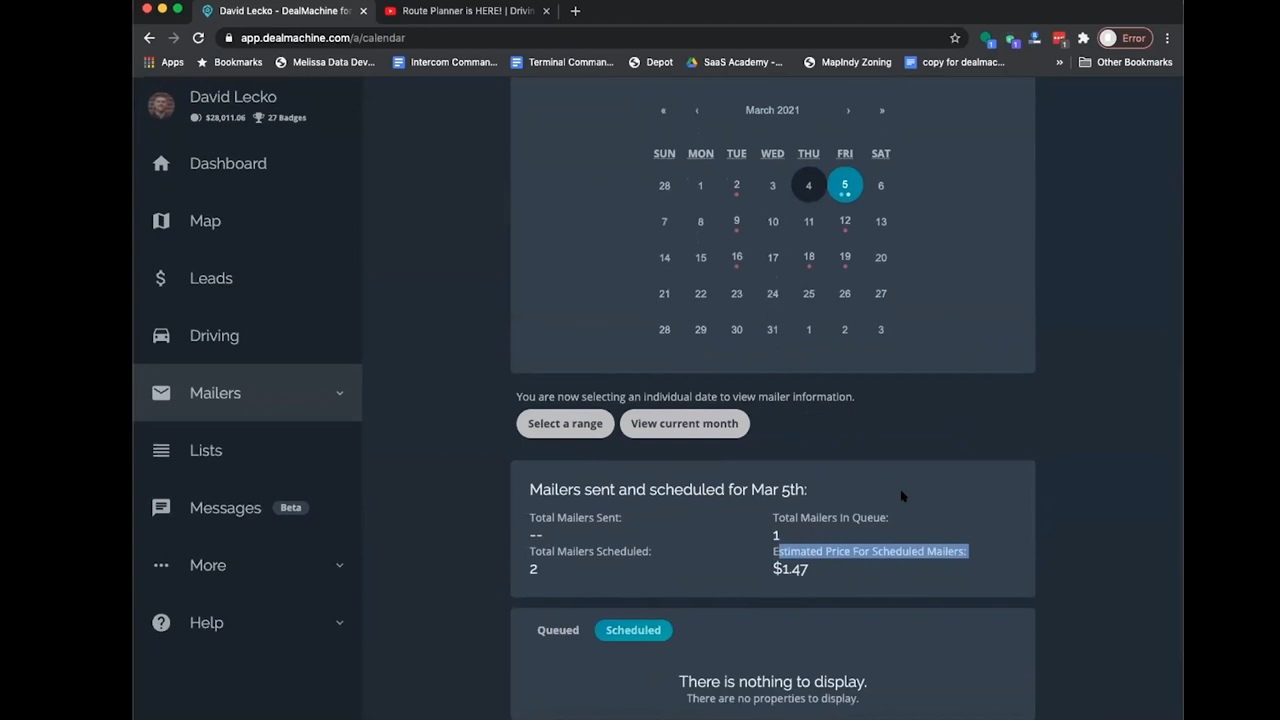 David Lecko - DealMachine for
Route Planner is HERE! | Drivin
app.dealmachine.com/a/calendar
Error
Apps
Bookmarks
Melissa Data Dev...
Intercom Comman...
Terminal Comman...
Depot
SaaS Academy -...
MapIndy Zoning
copy for dealmac...
»
Other Bookmarks
David Lecko
$28,011.06
27 Badges
Dashboard
Map
Leads
Driving
Mailers
Lists
Messages Beta
More
Help
« ‹ March 2021 › »
SUN MON TUE WED THU FRI SAT
28 1 2 3 4 5 6
7 8 9 10 11 12 13
14 15 16 17 18 19 20
21 22 23 24 25 26 27
28 29 30 31 1 2 3
You are now selecting an individual date to view mailer information.
Select a range
View current month
Mailers sent and scheduled for Mar 5th:
Total Mailers Sent:
--
Total Mailers In Queue:
1
Total Mailers Scheduled:
2
Estimated Price For Scheduled Mailers:
$1.47
Queued
Scheduled
There is nothing to display.
There are no properties to display.